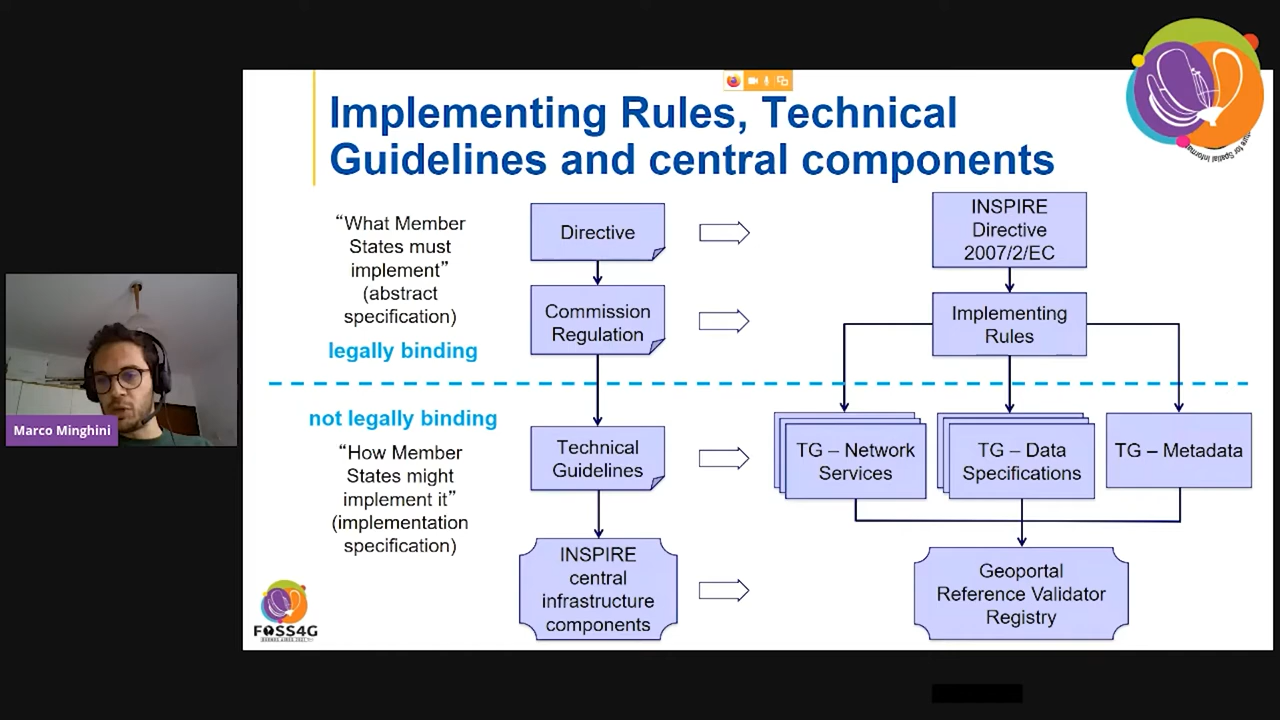 Implementing Rules, Technical
Guidelines and central components
“What Member
States must
implement”
(abstract
specification)
legally binding
not legally binding
“How Member
States might
implement it”
(implementation
specification)
Directive
Commission
Regulation
Technical
Guidelines
INSPIRE
central
infrastructure
components
INSPIRE
Directive
2007/2/EC
Implementing
Rules
TG – Network
Services
TG – Data
Specifications
TG – Metadata
Geoportal
Reference Validator
Registry
Marco Minghini
FOSS4G
BUENOS AIRES 2021